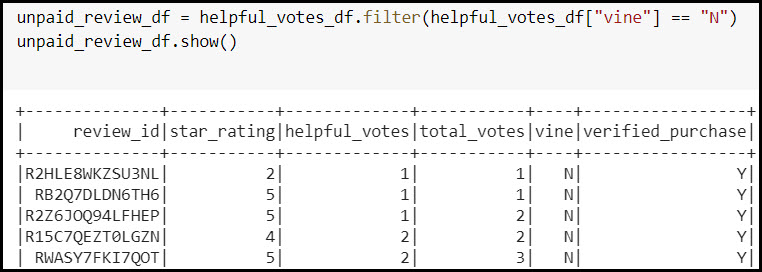 unpaid_review_df = helpful_votes_df.filter(helpful_votes_df["vine"] == "N")
unpaid_review_df.show()
+--------------+-----------+-------------+-----------+----+-----------------+
|     review_id|star_rating|helpful_votes|total_votes|vine|verified_purchase|
+--------------+-----------+-------------+-----------+----+-----------------+
|R2HLE8WKZSU3NL|          2|            1|          1|   N|                Y|
| RB2Q7DLDN6TH6|          5|            1|          1|   N|                Y|
|R2Z6JOQ94LFHEP|          5|            1|          2|   N|                Y|
|R15C7QEZT0LGZN|          4|            2|          2|   N|                Y|
| RWASY7FKI7QOT|          5|            2|          3|   N|                Y|